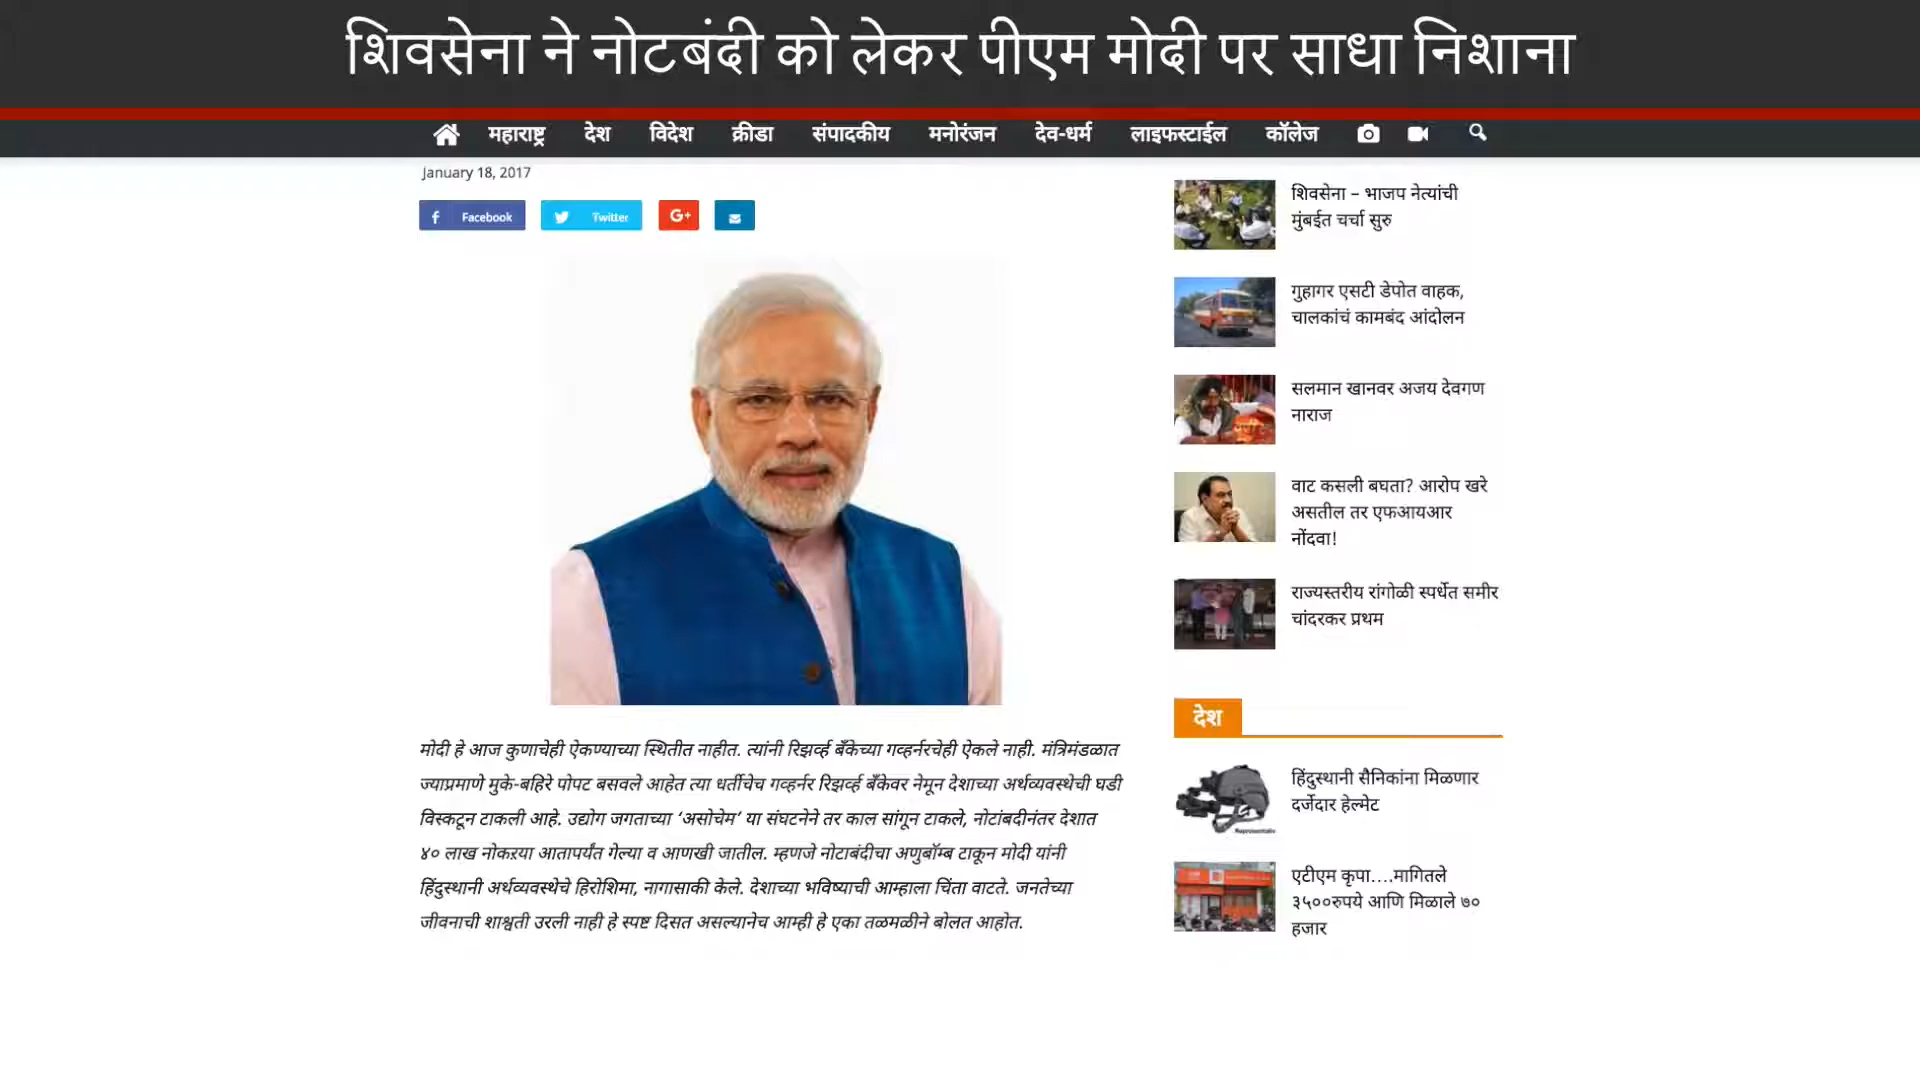 शिवसेना ने नोटबंदी को लेकर पीएम मोदी पर साधा निशाना
महाराष्ट्र देश विदेश क्रीडा संपादकीय मनोरंजन देव-धर्म लाइफस्टाईल कॉलेज
January 18, 2017
Facebook Twitter G+
मोदी हे आज कुणाचेही ऐकण्याच्या स्थितीत नाहीत. त्यांनी रिझर्व्ह बँकेच्या गव्हर्नरचेही ऐकले नाही. मंत्रिमंडळात
ज्याप्रमाणे मुके-बहिरे पोपट बसवले आहेत त्या धर्तीचेच गव्हर्नर रिझर्व्ह बँकेवर नेमून देशाच्या अर्थव्यवस्थेची घडी
विस्कटून टाकली आहे. उद्योग जगताच्या ‘असोचेम’ या संघटनेने तर काल सांगून टाकले, नोटांबदीनंतर देशात
४० लाख नोकऱया आतापर्यंत गेल्या व आणखी जातील. म्हणजे नोटाबंदीचा अणुबॉम्ब टाकून मोदी यांनी
हिंदुस्थानी अर्थव्यवस्थेचे हिरोशिमा, नागासाकी केले. देशाच्या भविष्याची आम्हाला चिंता वाटते. जनतेच्या
जीवनाची शाश्वती उरली नाही हे स्पष्ट दिसत असल्यानेच आम्ही हे एका तळमळीने बोलत आहोत.
शिवसेना – भाजप नेत्यांची
मुंबईत चर्चा सुरु
गुहागर एसटी डेपोत वाहक,
चालकांचं कामबंद आंदोलन
सलमान खानवर अजय देवगण
नाराज
वाट कसली बघता? आरोप खरे
असतील तर एफआयआर
नोंदवा!
राज्यस्तरीय रांगोळी स्पर्धेत समीर
चांदरकर प्रथम
देश
हिंदुस्थानी सैनिकांना मिळणार
दर्जेदार हेल्मेट
एटीएम कृपा....मागितले
३५००रुपये आणि मिळाले ७०
हजार